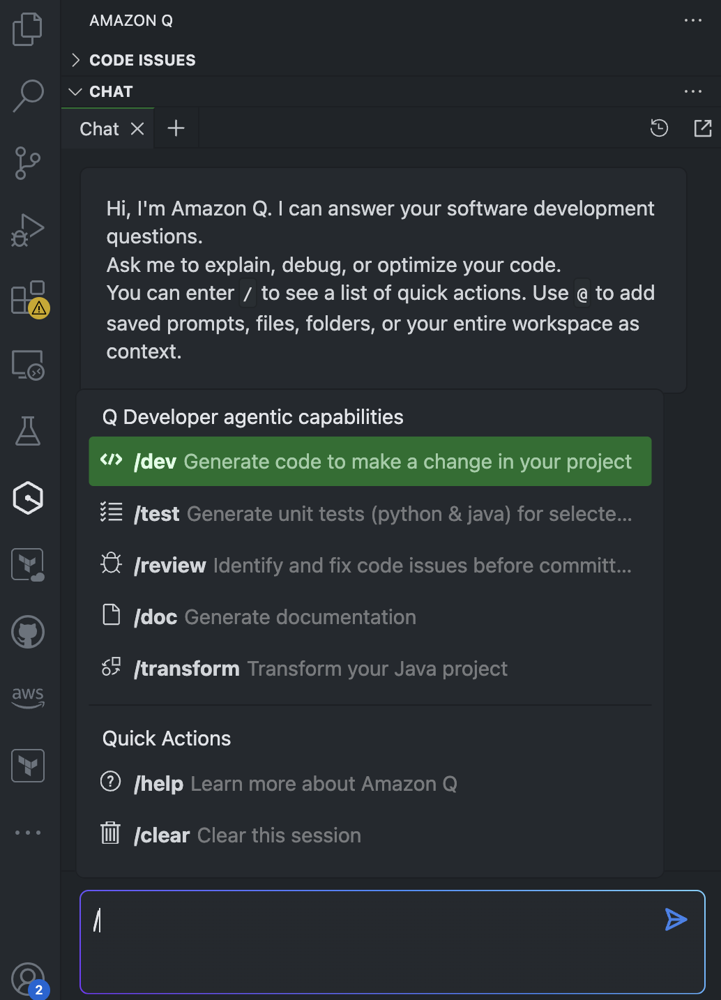 AMAZON Q
CODE ISSUES
CHAT
Chat
Hi, I'm Amazon Q. I can answer your software development
questions.
Ask me to explain, debug, or optimize your code.
You can enter / to see a list of quick actions. Use @ to add
saved prompts, files, folders, or your entire workspace as
context.
Q Developer agentic capabilities
/dev Generate code to make a change in your project
/test Generate unit tests (python & java) for selecte...
/review Identify and fix code issues before committ...
/doc Generate documentation
/transform Transform your Java project
Quick Actions
/help Learn more about Amazon Q
/clear Clear this session
/
aws
2